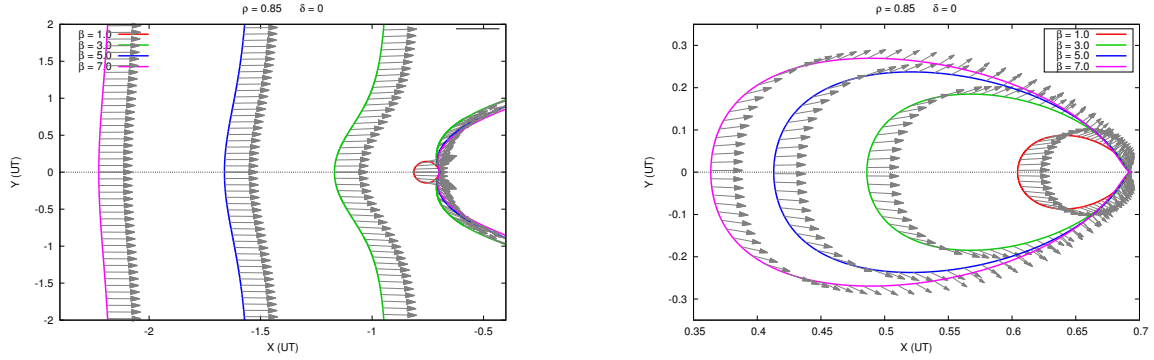 ρ = 0.85 δ = 0
β = 1.0
β = 3.0
β = 5.0
β = 7.0
2
1.5
1
0.5
0
-0.5
-1
-1.5
-2
Y (UT)
-2
-1.5
-1
-0.5
X (UT)
ρ = 0.85 δ = 0
β = 1.0
β = 3.0
β = 5.0
β = 7.0
0.3
0.2
0.1
0
-0.1
-0.2
-0.3
Y (UT)
0.35
0.4
0.45
0.5
0.55
0.6
0.65
0.7
X (UT)